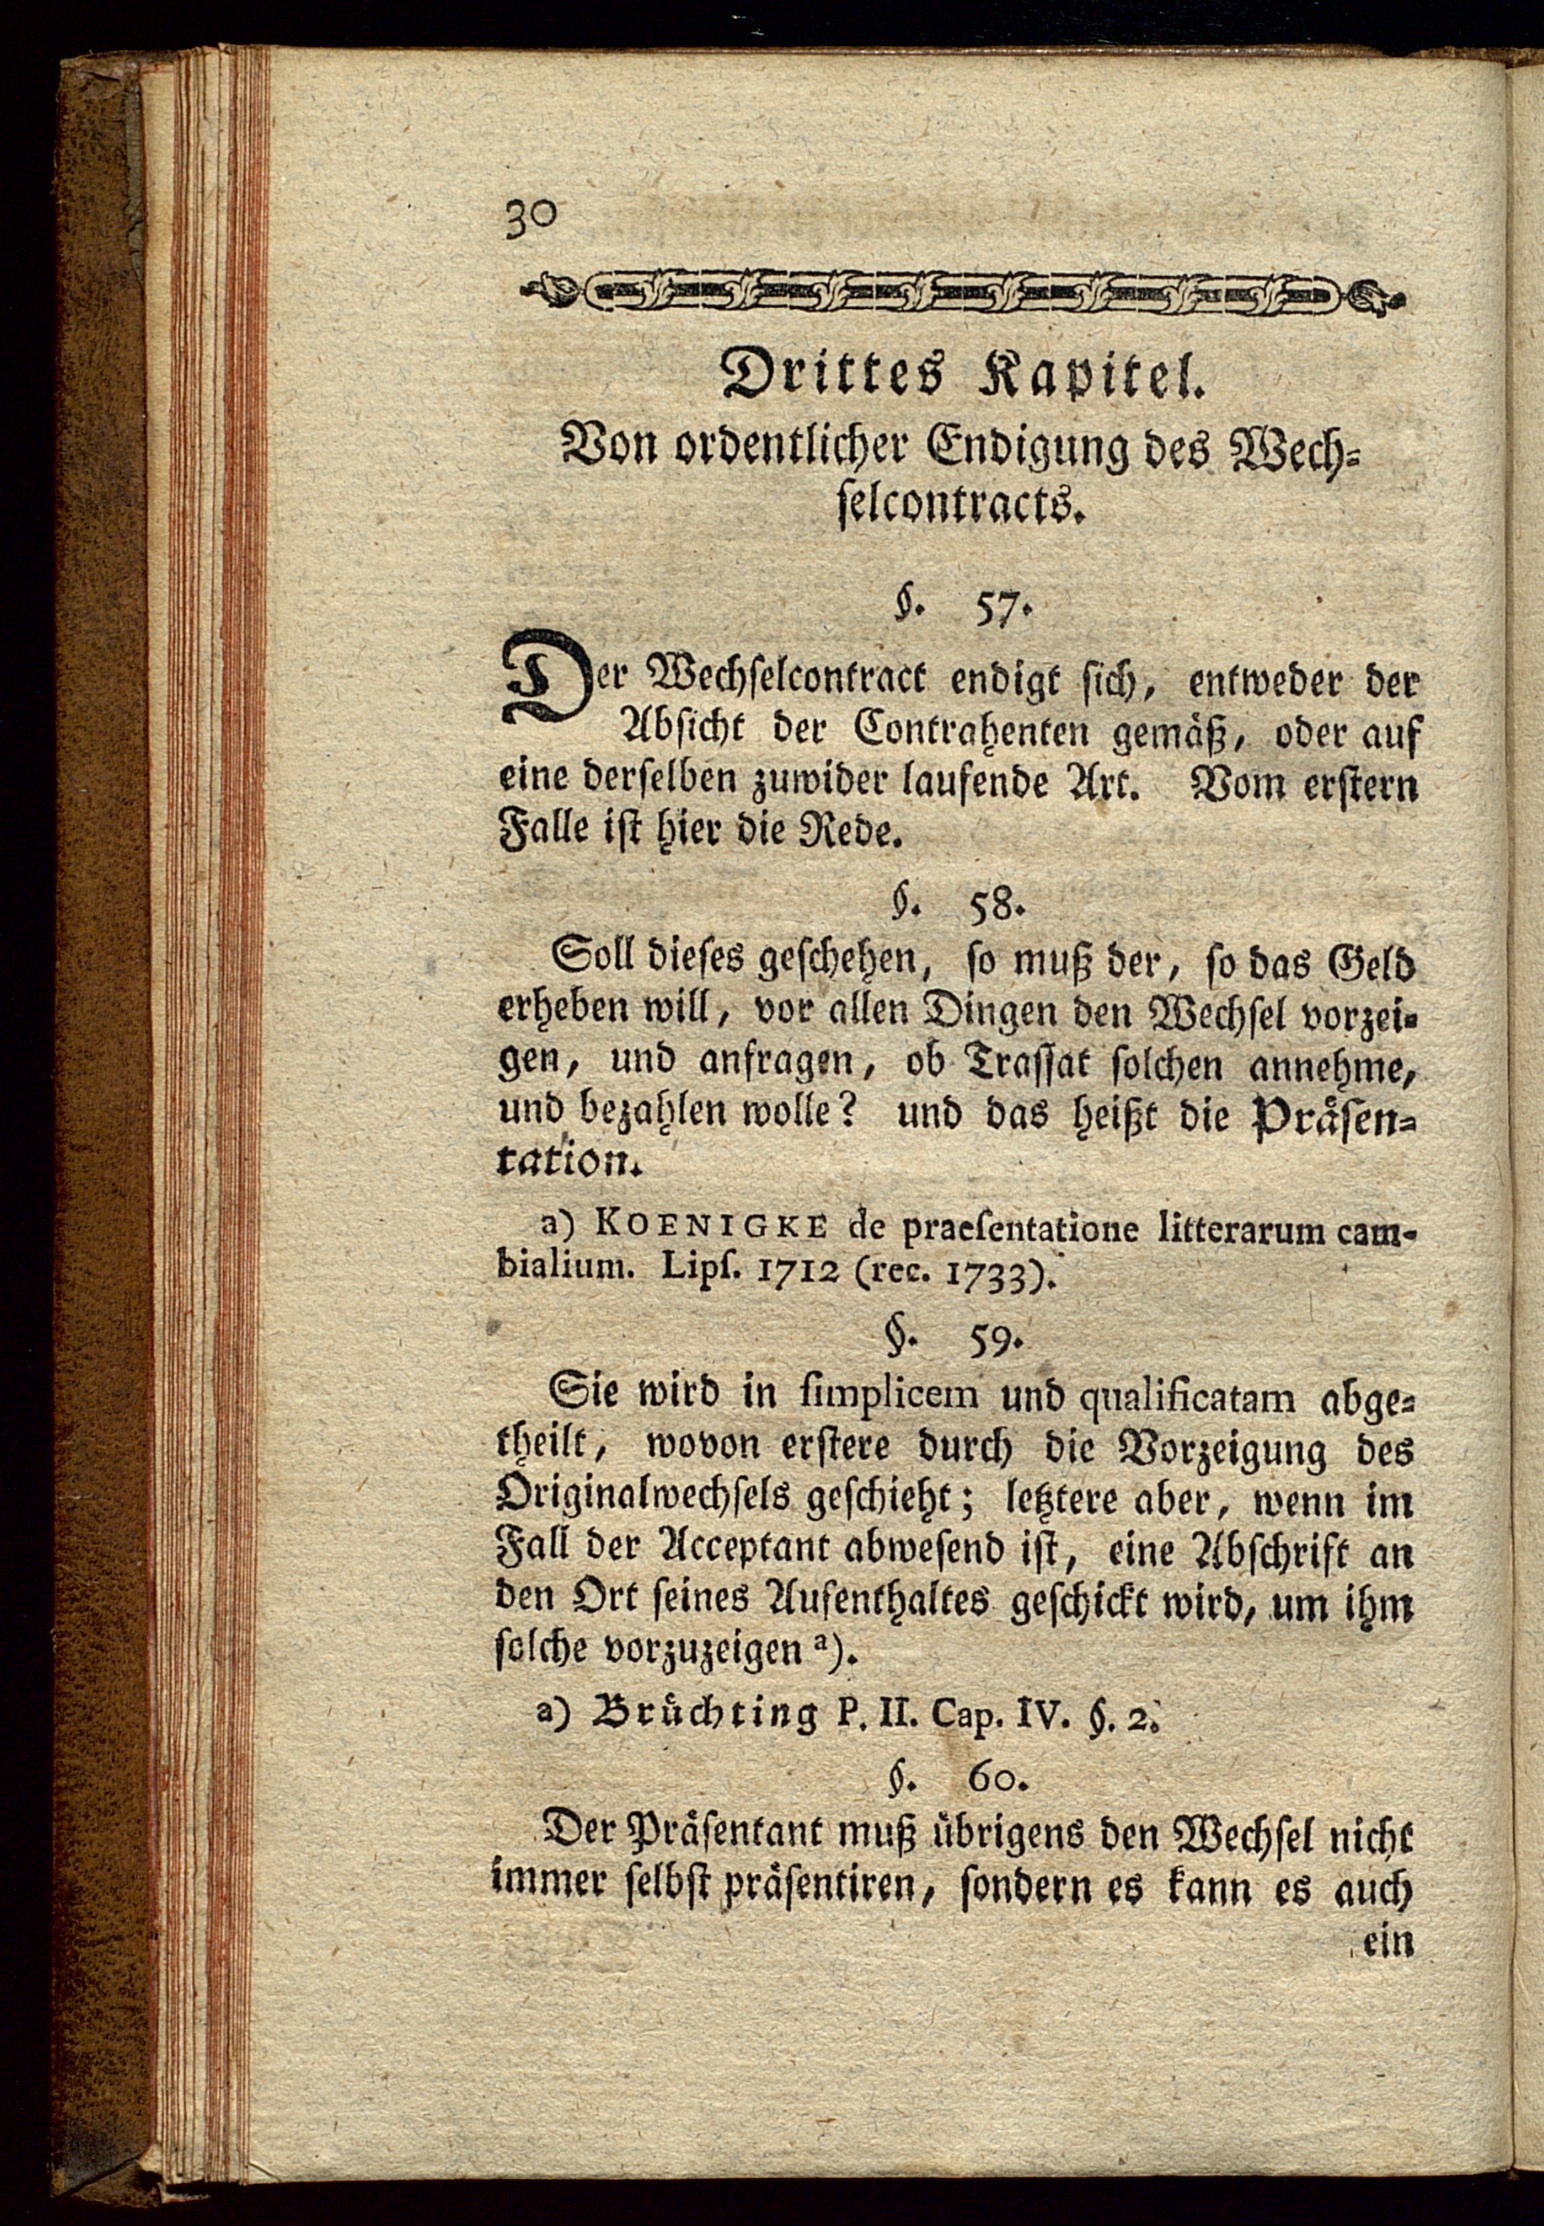 30
Drittes Kapitel.
Von ordentlicher Endigung des Wech-
selcontracts.
§. 57.
Der Wechselcontract endigt sich, entweder der
Absicht der Contrahenten gemäß, oder auf
eine derselben zuwider laufende Art. Vom erstern
Falle ist hier die Rede.
§. 58.
Soll dieses geschehen, so muß der, so das Geld
erheben will, vor allen Dingen den Wechsel vorzei-
gen, und anfragen, ob Trassat solchen annehme,
und bezahlen wolle? und das heißt die Präsen-
tation.
a) KOENIGKE de praesentatione litterarum cam-
bialium. Lips. 1712 (rec. 1733).
§. 59.
Sie wird in simplicem und qualificatam abge-
theilt, wovon erstere durch die Vorzeigung des
Originalwechsels geschieht; letztere aber, wenn im
Fall der Acceptant abwesend ist, eine Abschrift an
den Ort seines Aufenthaltes geschickt wird, um ihm
solche vorzuzeigen a).
a) Brüchting P. II. Cap. IV. §. 2.
§. 60.
Der Präsentant muß übrigens den Wechsel nicht
immer selbst präsentiren, sondern es kann es auch
ein